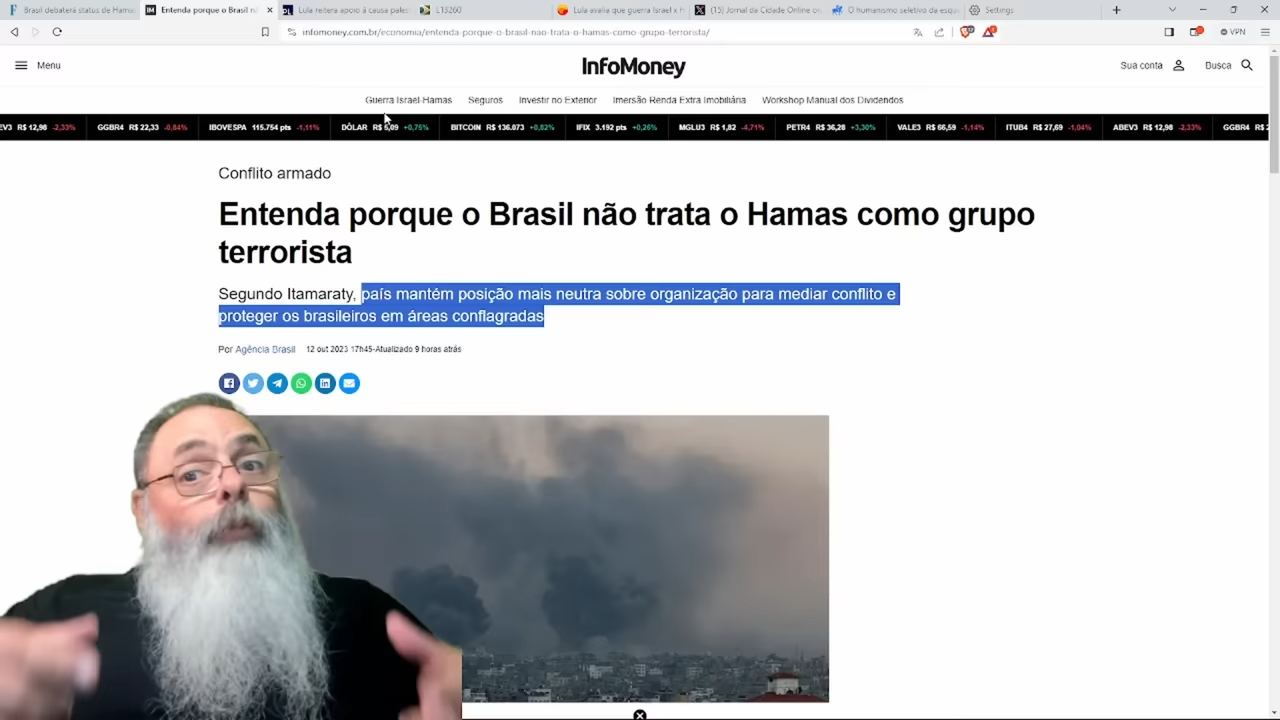 Brasil debaterá status de Hamas
Entenda porque o Brasil nã
Lula reitera apoio à causa pales
L13260
Lula avalia que guerra Israel x H
(15) Jornal da Cidade Online
O humanismo seletivo da esqu
Settings
infomoney.com.br/economia/entenda-porque-o-brasil-nao-trata-o-hamas-como-grupo-terrorista/
VPN
Menu
InfoMoney
Sua conta
Busca
Guerra Israel-Hamas Seguros Investir no Exterior Imersão Renda Extra Imobiliária Workshop Manual dos Dividendos
EV3 R$ 12,98 -2,33% GGBR4 R$ 22,33 -0,84% IBOVESPA 115.754 pts -1,11% DÓLAR R$ 5,09 +0,75% BITCOIN R$ 136.073 +0,82% IFIX 3.192 pts +0,26% MGLU3 R$ 1,82 -4,71% PETR4 R$ 36,28 +3,30% VALE3 R$ 66,59 -1,14% ITUB4 R$ 27,69 -1,04% ABEV3 R$ 12,98 -2,33% GGBR4 R$ 2
Conflito armado
Entenda porque o Brasil não trata o Hamas como grupo
terrorista
Segundo Itamaraty, país mantém posição mais neutra sobre organização para mediar conflito e
proteger os brasileiros em áreas conflagradas
Por Agência Brasil 12 out 2023 17h45-Atualizado 9 horas atrás